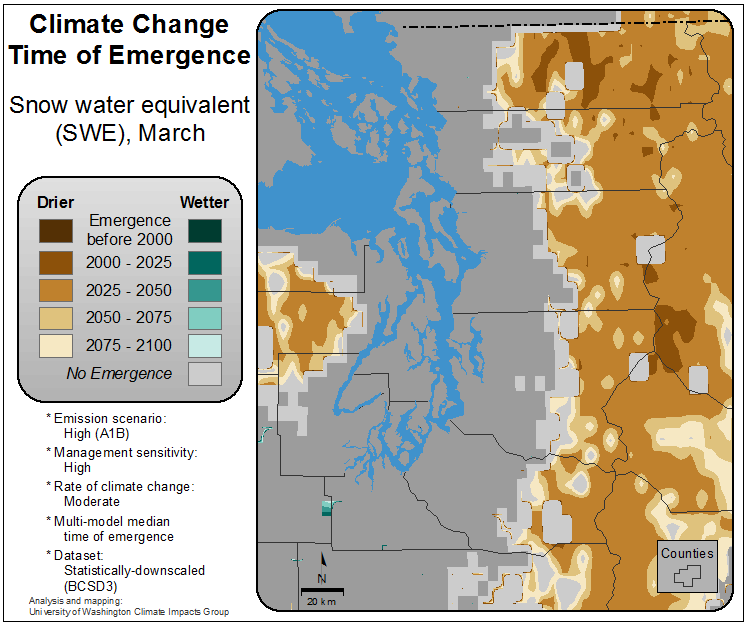 Climate Change
Time of Emergence
Snow water equivalent
(SWE), March
Drier
Wetter
Emergence
before 2000
2000 - 2025
2025 - 2050
2050 - 2075
2075 - 2100
No Emergence
* Emission scenario:
High (A1B)
* Management sensitivity:
High
* Rate of climate change:
Moderate
* Multi-model median
time of emergence
* Dataset:
Statistically-downscaled
(BCSD3)
Analysis and mapping:
University of Washington Climate Impacts Group
N
20 km
Counties